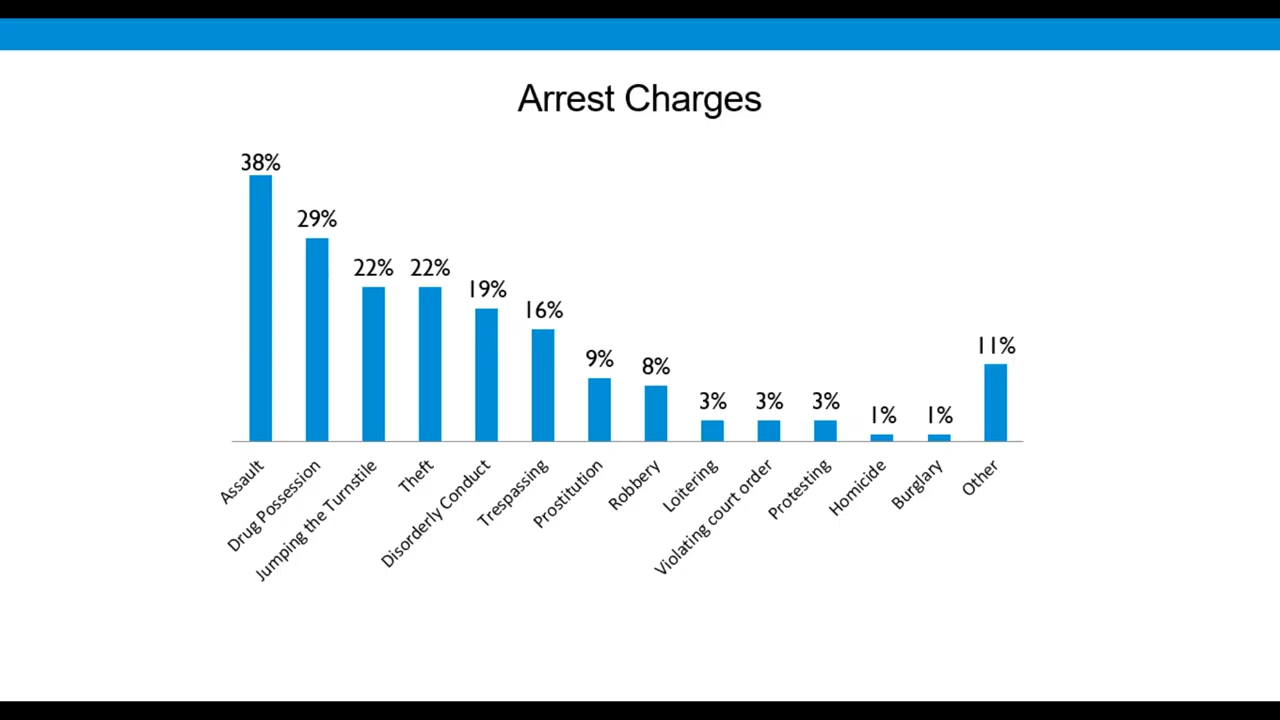 Arrest Charges
38%
29%
22%
22%
19%
16%
9%
8%
3%
3%
3%
1%
1%
11%
Assault
Drug Possession
Jumping the Turnstile
Theft
Disorderly Conduct
Trespassing
Prostitution
Robbery
Loitering
Violating court order
Protesting
Homicide
Burglary
Other